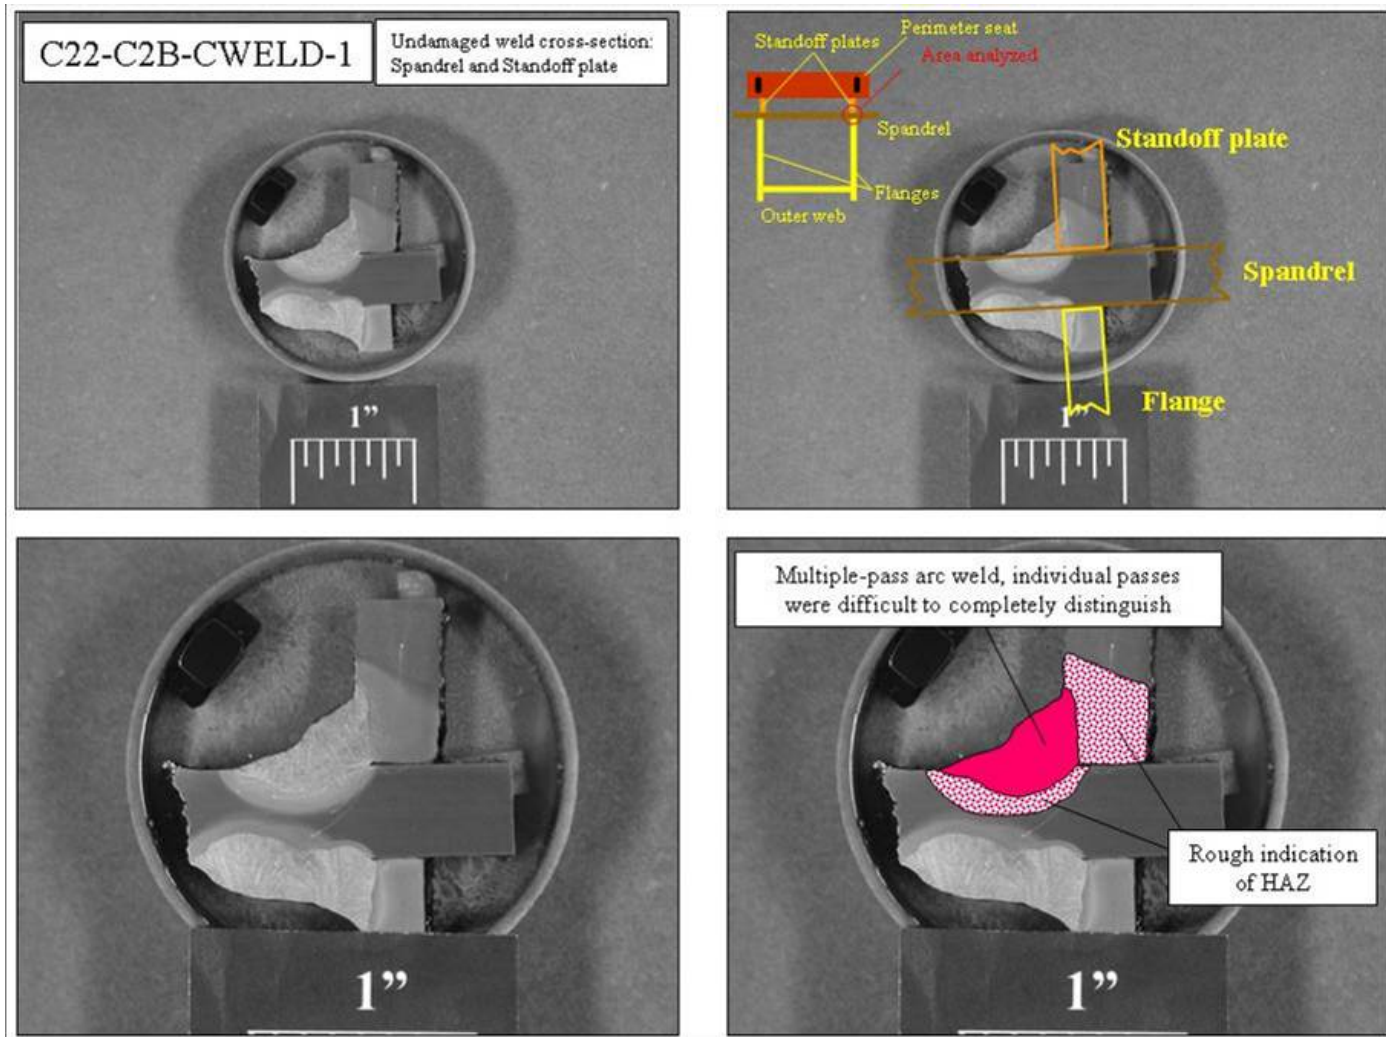 C22-C2B-CWELD-1
Undamaged weld cross-section:
Spandrel and Standoff plate
1”
Standoff plates
Perimeter seat
Area analyzed
Spandrel
Flanges
Outer web
Standoff plate
Spandrel
Flange
1”
1”
Multiple-pass arc weld, individual passes
were difficult to completely distinguish
Rough indication
of HAZ
1”